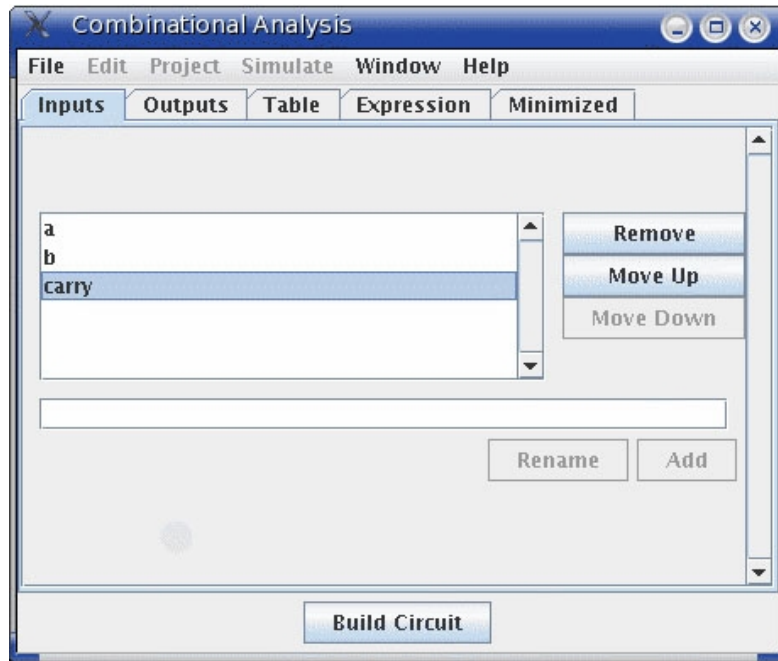 Combinational Analysis
File Edit Project Simulate Window Help
Inputs Outputs Table Expression Minimized
a
b
carry
Remove
Move Up
Move Down
Rename Add
Build Circuit